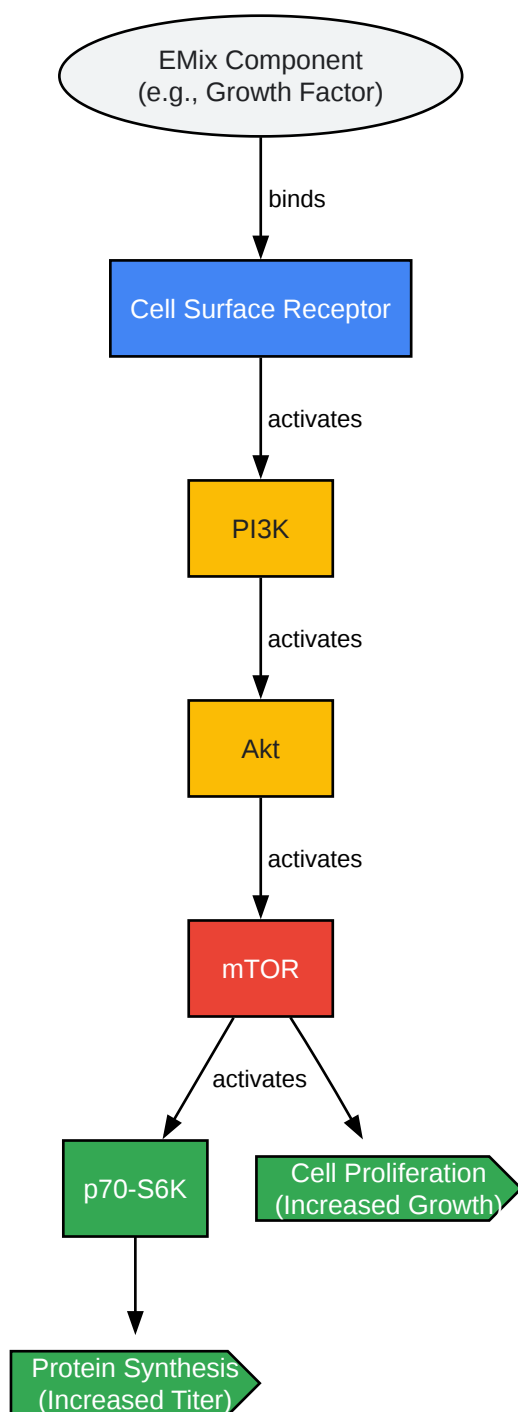 EMix Component
(e.g., Growth Factor)
binds
Cell Surface Receptor
activates
PI3K
activates
Akt
activates
mTOR
activates
p70-S6K
Cell Proliferation
(Increased Growth)
Protein Synthesis
(Increased Titer)